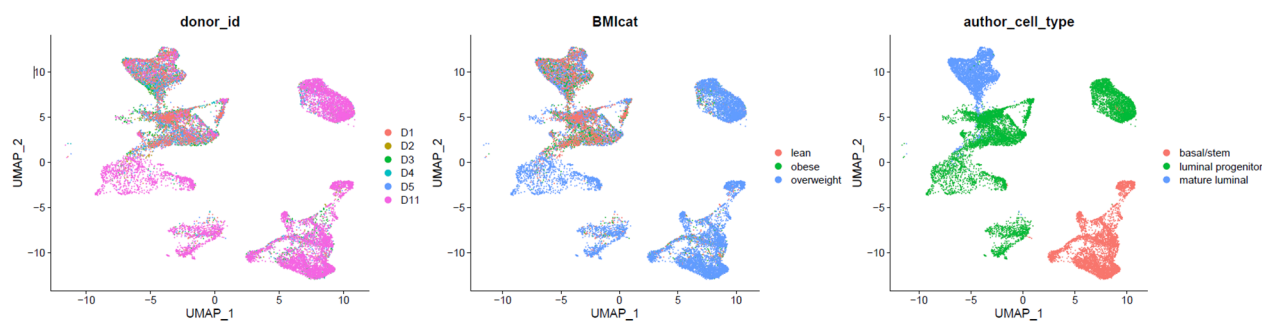 donor_id
10
5
0
−5
−10
UMAP_2
−10
−5
0
5
10
UMAP_1
D1
D2
D3
D4
D5
D11
BMIcat
10
5
0
−5
−10
UMAP_2
−10
−5
0
5
10
UMAP_1
lean
obese
overweight
author_cell_type
10
5
0
−5
−10
UMAP_2
−10
−5
0
5
10
UMAP_1
basal/stem
luminal progenitor
mature luminal